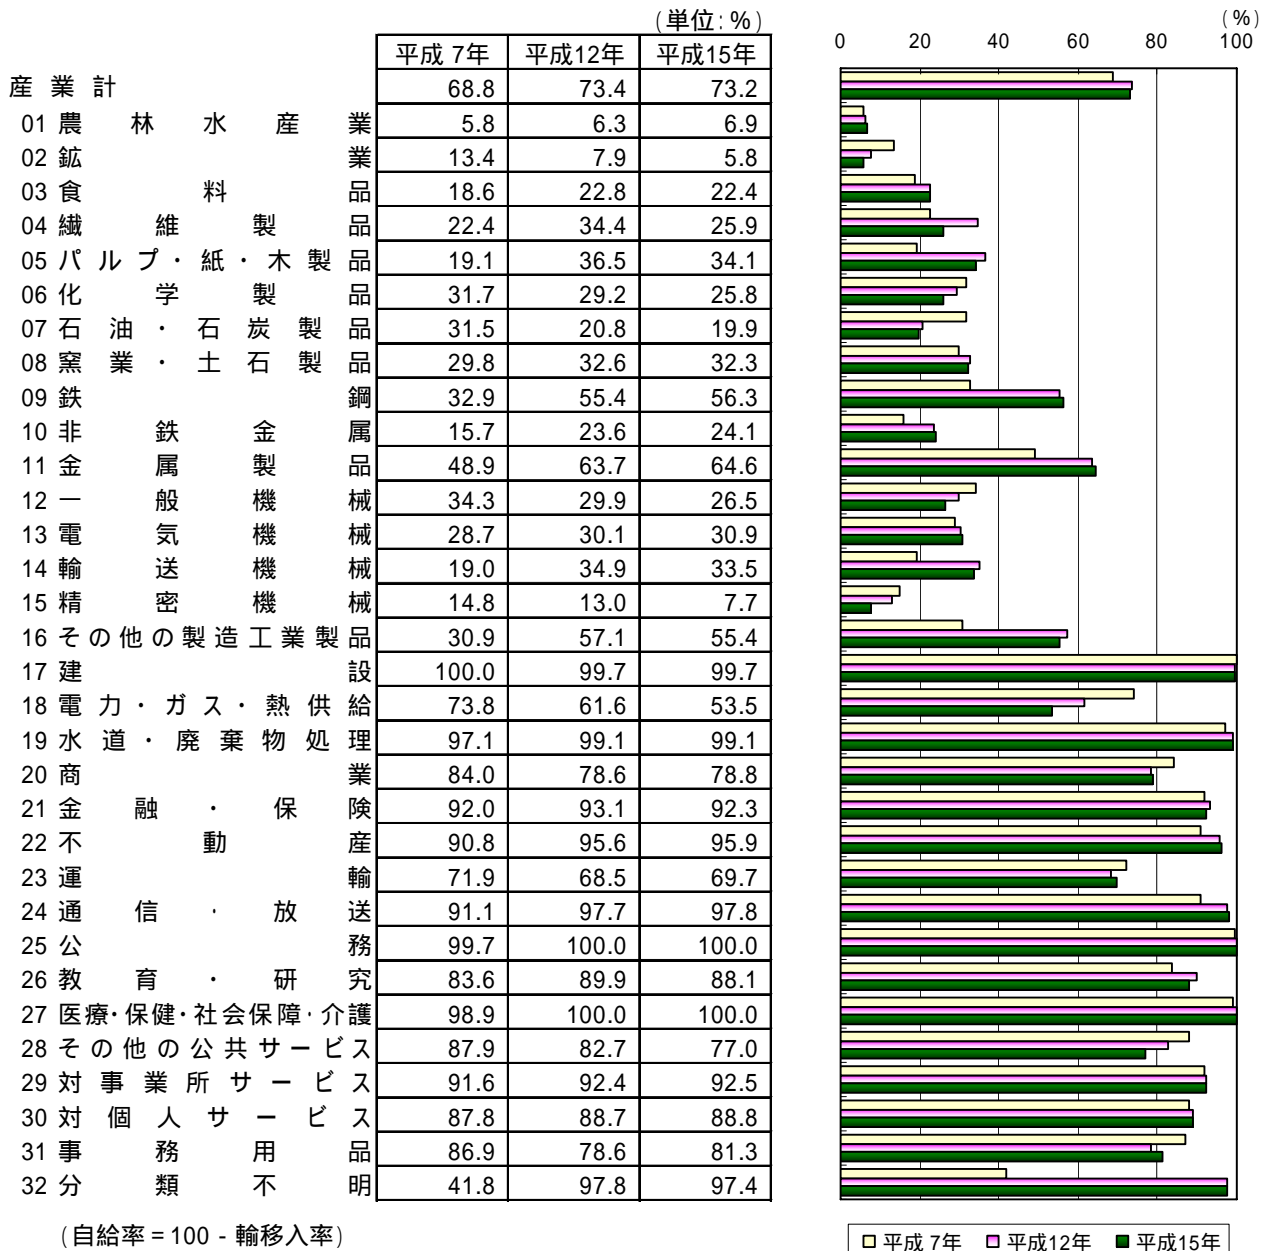 (単位: %)
平成 7年 平成12年 平成15年
産業計 68.8 73.4 73.2
01 農林水産業 5.8 6.3 6.9
02 鉱業 13.4 7.9 5.8
03 食料品 18.6 22.8 22.4
04 繊維製品 22.4 34.4 25.9
05 パルプ・紙・木製品 19.1 36.5 34.1
06 化学製品 31.7 29.2 25.8
07 石油・石炭製品 31.5 20.8 19.9
08 窯業・土石製品 29.8 32.6 32.3
09 鉄鋼 32.9 55.4 56.3
10 非鉄金属 15.7 23.6 24.1
11 金属製品 48.9 63.7 64.6
12 一般機械 34.3 29.9 26.5
13 電気機械 28.7 30.1 30.9
14 輸送機械 19.0 34.9 33.5
15 精密機械 14.8 13.0 7.7
16 その他の製造工業製品 30.9 57.1 55.4
17 建設 100.0 99.7 99.7
18 電力・ガス・熱供給 73.8 61.6 53.5
19 水道・廃棄物処理 97.1 99.1 99.1
20 商業 84.0 78.6 78.8
21 金融・保険 92.0 93.1 92.3
22 不動産 90.8 95.6 95.9
23 運輸 71.9 68.5 69.7
24 通信・放送 91.1 97.7 97.8
25 公務 99.7 100.0 100.0
26 教育・研究 83.6 89.9 88.1
27 医療・保健・社会保障・介護 98.9 100.0 100.0
28 その他の公共サービス 87.9 82.7 77.0
29 対事業所サービス 91.6 92.4 92.5
30 対個人サービス 87.8 88.7 88.8
31 事務用品 86.9 78.6 81.3
32 分類不明 41.8 97.8 97.4
(自給率 = 100 - 輸移入率)
(%)
0 20 40 60 80 100
平成 7年 平成12年 平成15年